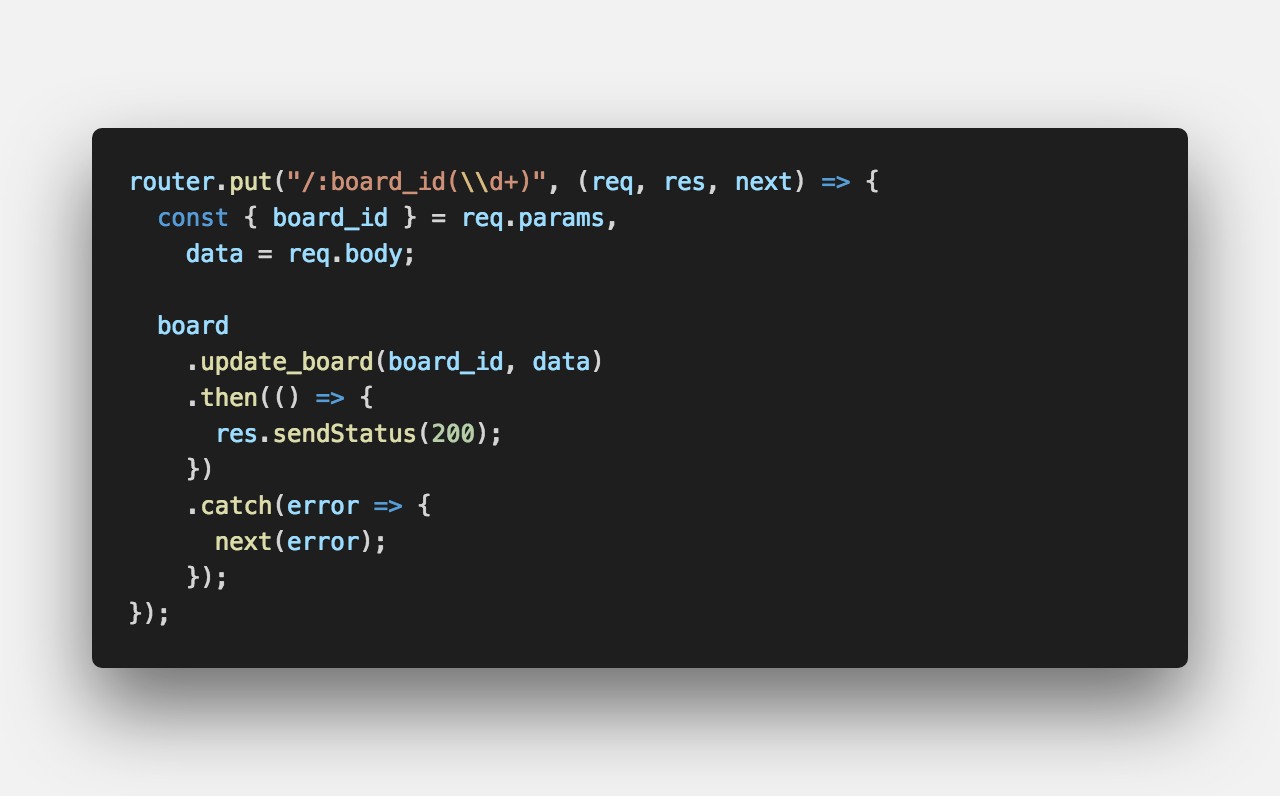 router.put("/:board_id(\\d+)", (req, res, next) => {
  const { board_id } = req.params,
    data = req.body;

  board
    .update_board(board_id, data)
    .then(() => {
      res.sendStatus(200);
    })
    .catch(error => {
      next(error);
    });
});